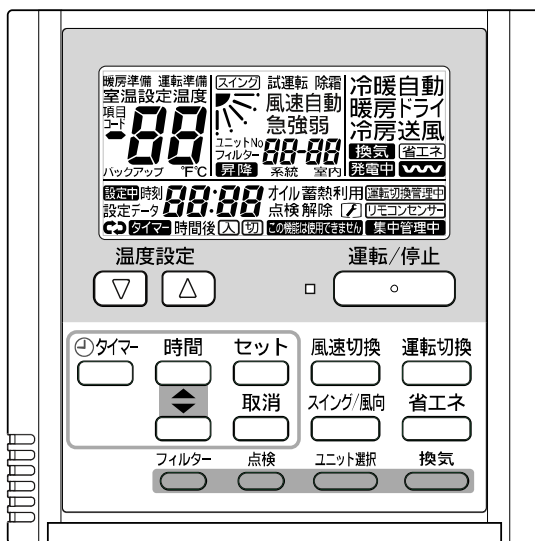 暖房準備 運転準備 スイング 試運転 除霜 冷暖自動
室温設定温度 風速自動 暖房ドライ
項目 急強弱 冷房送風
コード -88 ユニットNo 換気 省エネ
フィルター 88-88
バックアップ °F°C 昇降 系統 室内 発電中
設定中 時刻 88:88 オイル 蓄熱利用 運転切換管理中
設定データ 点検 解除 リモコンセンサー
タイマー 時間後 入 切 この機能は使用できません 集中管理中
温度設定 運転/停止
▽ △
タイマー 時間 セット 風速切換 運転切換
取消 スイング/風向 省エネ
フィルター 点検 ユニット選択 換気